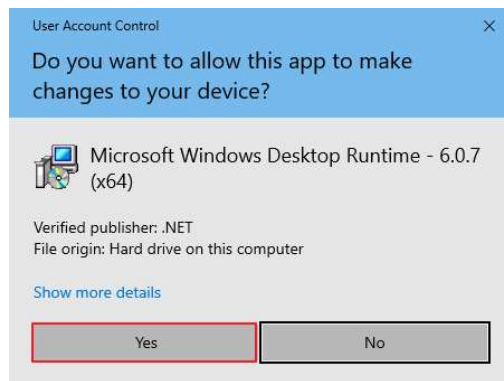 User Account Control
Do you want to allow this app to make
changes to your device?
Microsoft Windows Desktop Runtime - 6.0.7
(x64)
Verified publisher: .NET
File origin: Hard drive on this computer
Show more details
Yes
No